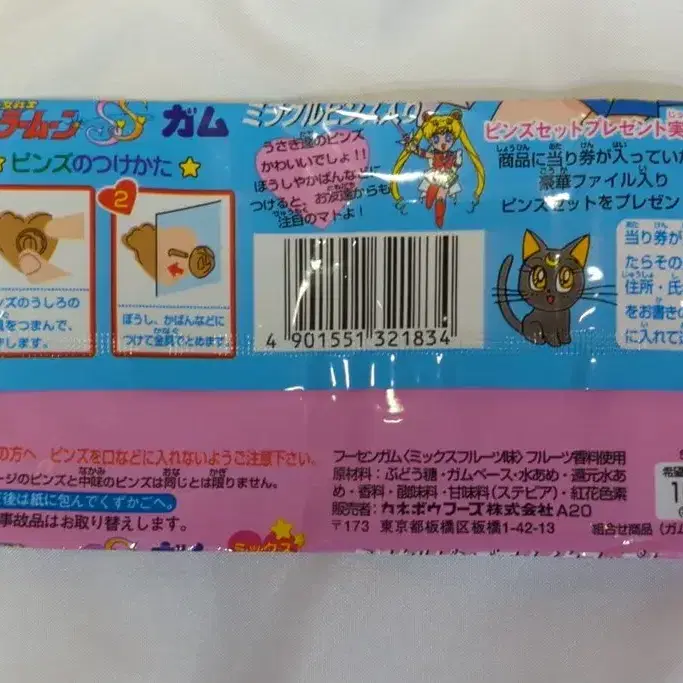 ラームーン SS ガム
ピンズのつけかた
2
ンズのうしろの
具をつまんで、
します。
ぼうし、かばんなどに
つけて金具でとめます。
うさぎ達のピンズ
かわいいでしょ!!
ぼうしやかばんなどに
つけると、お友達からも
注目のマトよ!
4 901551 321834
ピンズセットプレゼント実
商品に当り券が入ってい
豪華ファイル入り
ピンズセットをプレゼン
当り券が
たらその
住所・氏
をお書き
に入れて
の方へ ピンズを口などに入れないようご注意下さい。
ージのピンズと中味のピンズは同じとは限りません。
後は紙に包んでくずかごへ。
事故品はお取り替えします。
フーセンガム〈ミックスフルーツ味〉フルーツ香料使用
原材料:ぶどう糖・ガムベース・水あめ・還元水あ
め・香料・酸味料・甘味料(ステビア)・紅花色素
販売者:カネボウフーズ株式会社A20
〒173 東京都板橋区板橋1-42-13
希望
組合せ商品(ガム
ミックス